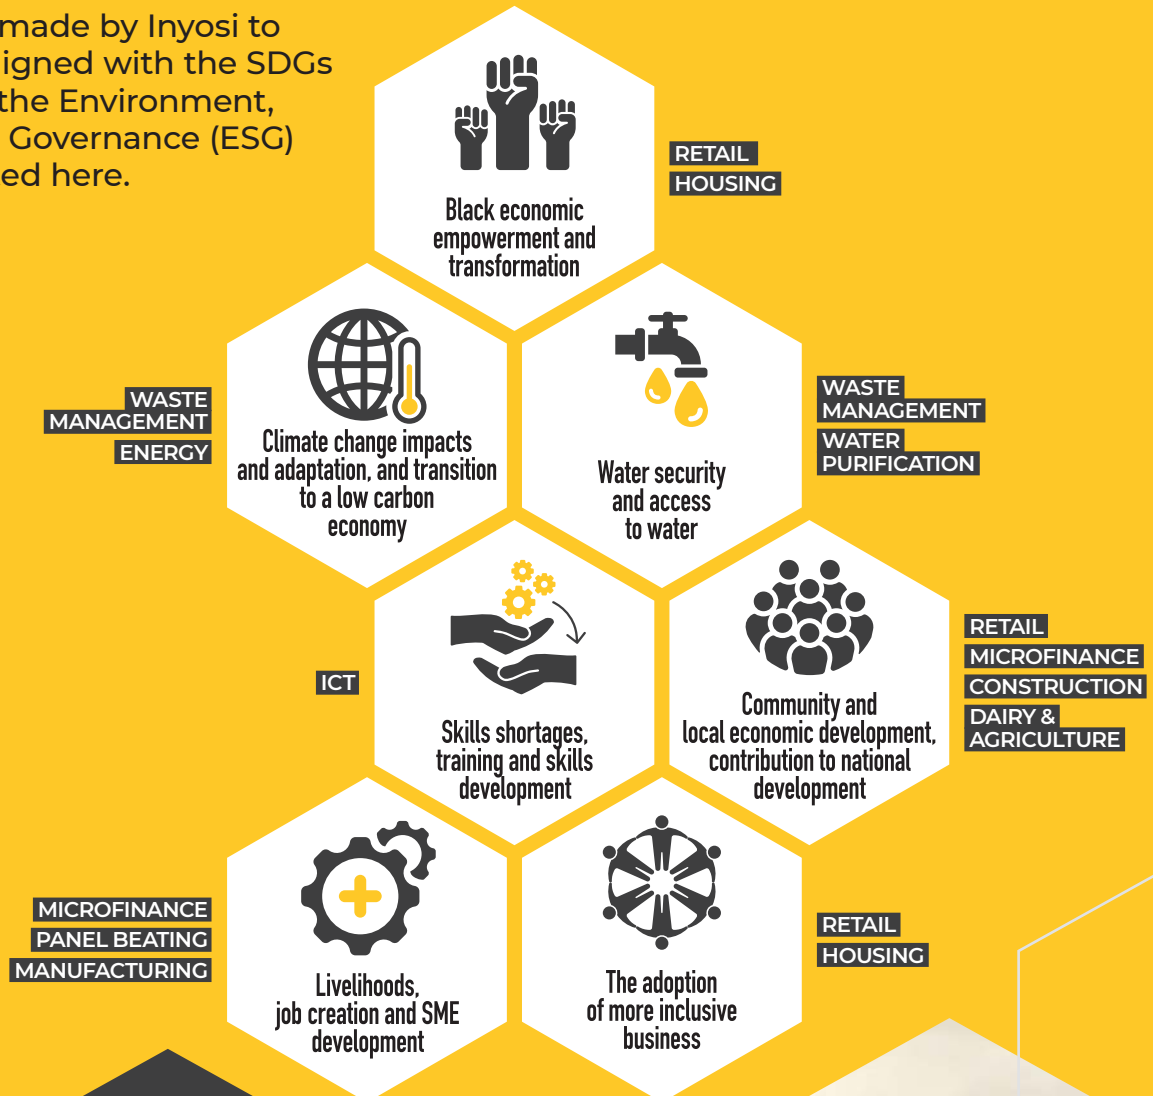 made by Inyosi to
igned with the SDGs
the Environment,
Governance (ESG)
ed here.
RETAIL
HOUSING
Black economic
empowerment and
transformation
WASTE
MANAGEMENT
ENERGY
Climate change impacts
and adaptation, and transition
to a low carbon
economy
Water security
and access
to water
WASTE
MANAGEMENT
WATER
PURIFICATION
ICT
Skills shortages,
training and skills
development
Community and
local economic development,
contribution to national
development
RETAIL
MICROFINANCE
CONSTRUCTION
DAIRY &
AGRICULTURE
MICROFINANCE
PANEL BEATING
MANUFACTURING
Livelihoods,
job creation and SME
development
The adoption
of more inclusive
business
RETAIL
HOUSING